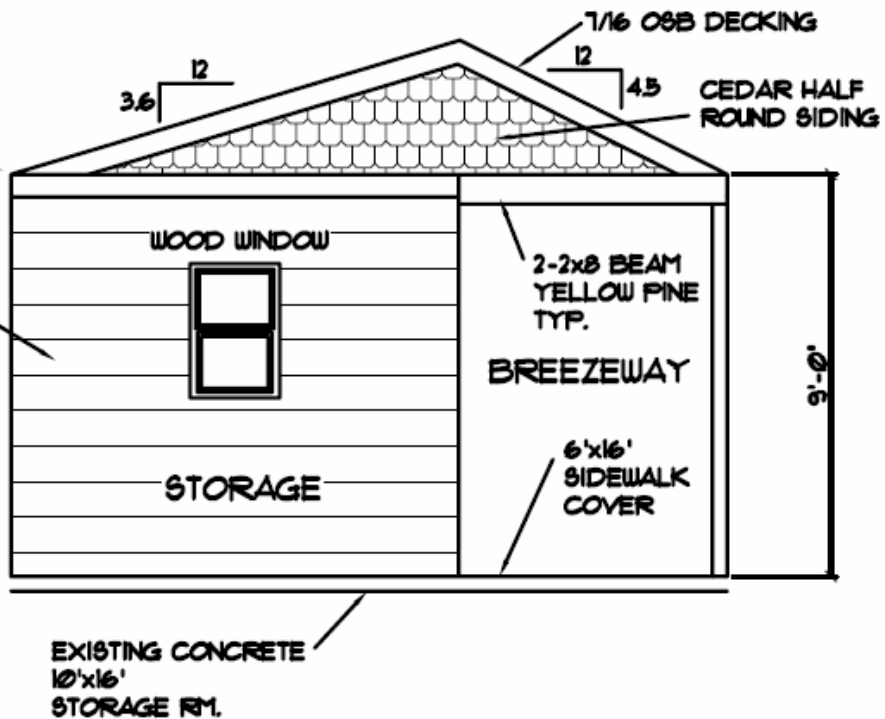 7/16 OSB DECKING
12
3.6
12
4.5
CEDAR HALF
ROUND SIDING
WOOD WINDOW
2-2x8 BEAM
YELLOW PINE
TYP.
BREEZEWAY
9'-0"
6'x16'
SIDEWALK
COVER
STORAGE
EXISTING CONCRETE
10'x16'
STORAGE RM.